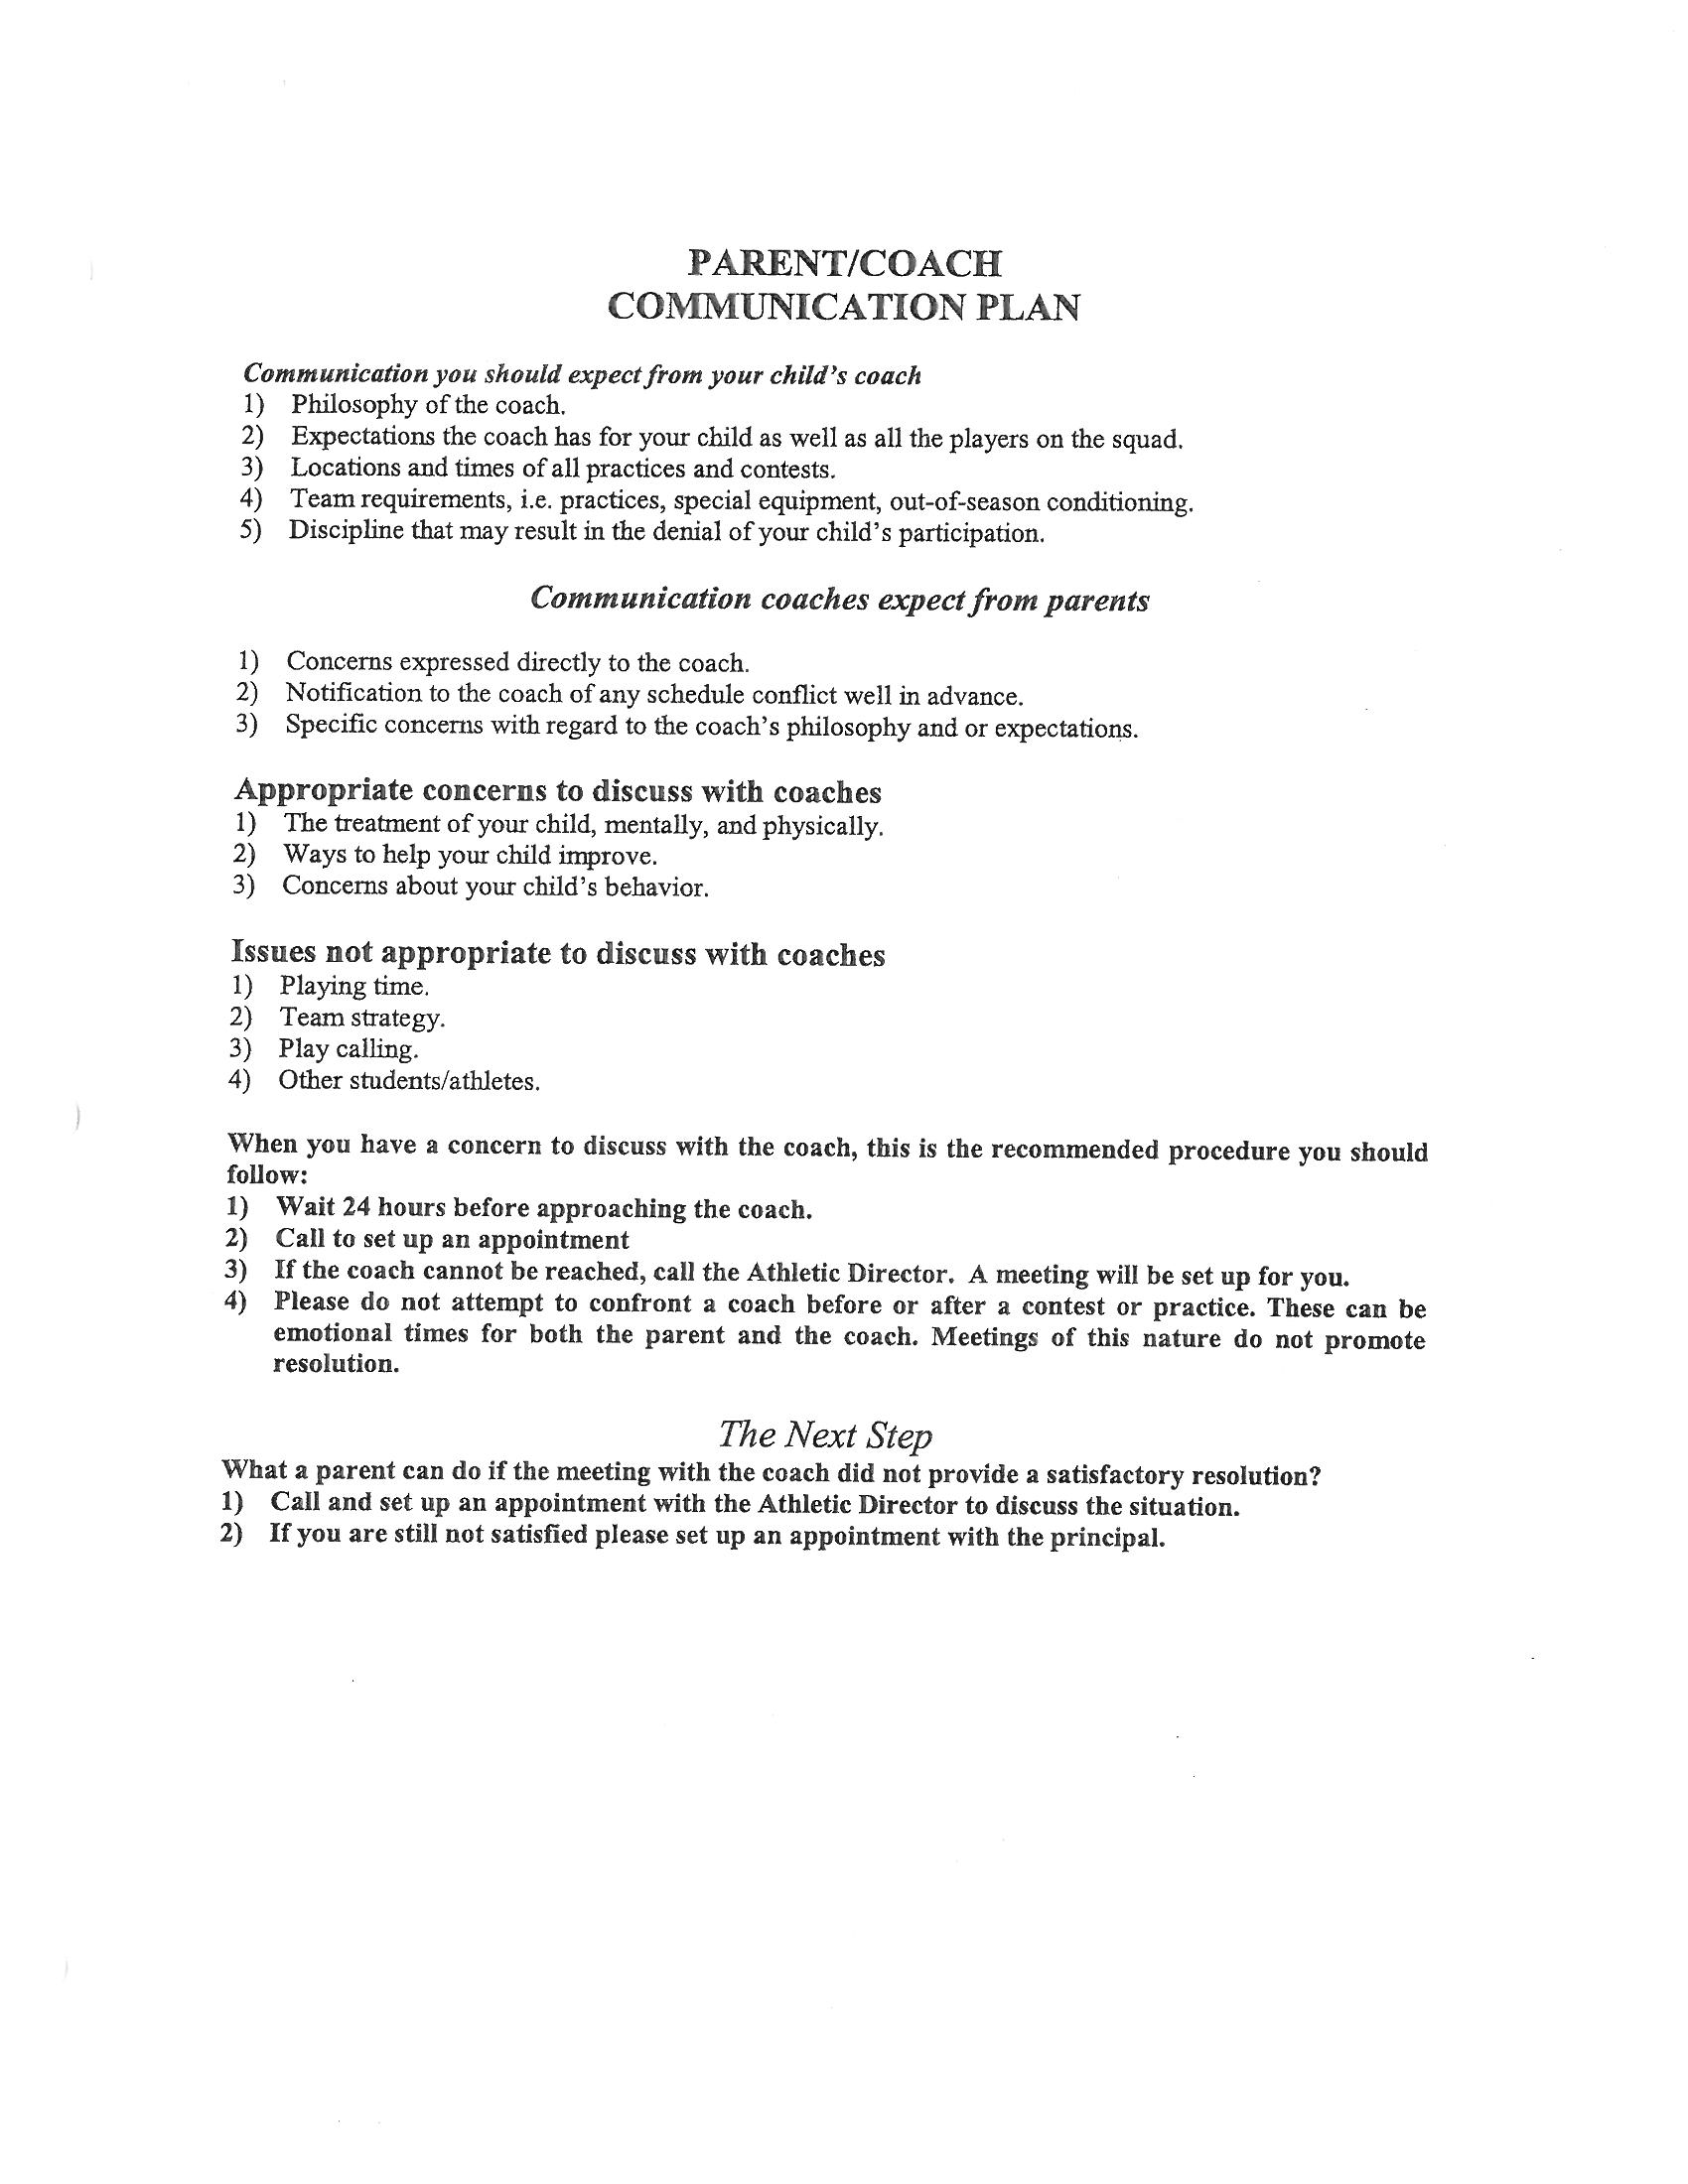 PARENT/COACH
COMMUNICATION PLAN
Communication you should expect from your child's coach
1) Philosophy of the coach.
2) Expectations the coach has for your child as well as all the players on the squad.
3) Locations and times of all practices and contests.
4) Team requirements, i.e. practices, special equipment, out-of-season conditioning.
5) Discipline that may result in the denial of your child's participation.
Communication coaches expect from parents
1) Concerns expressed directly to the coach.
2) Notification to the coach of any schedule conflict well in advance.
3) Specific concerns with regard to the coach's philosophy and or expectations.
Appropriate concerns to discuss with coaches
1) The treatment of your child, mentally, and physically.
2) Ways to help your child improve.
3) Concerns about your child's behavior.
Issues not appropriate to discuss with coaches
1) Playing time.
2) Team strategy.
3) Play calling.
4) Other students/athletes.
When you have a concern to discuss with the coach, this is the recommended procedure you should
follow:
1) Wait 24 hours before approaching the coach.
2) Call to set up an appointment
3) If the coach cannot be reached, call the Athletic Director. A meeting will be set up for you.
4) Please do not attempt to confront a coach before or after a contest or practice. These can be
emotional times for both the parent and the coach. Meetings of this nature do not promote
resolution.
The Next Step
What a parent can do if the meeting with the coach did not provide a satisfactory resolution?
1) Call and set up an appointment with the Athletic Director to discuss the situation.
2) If you are still not satisfied please set up an appointment with the principal.